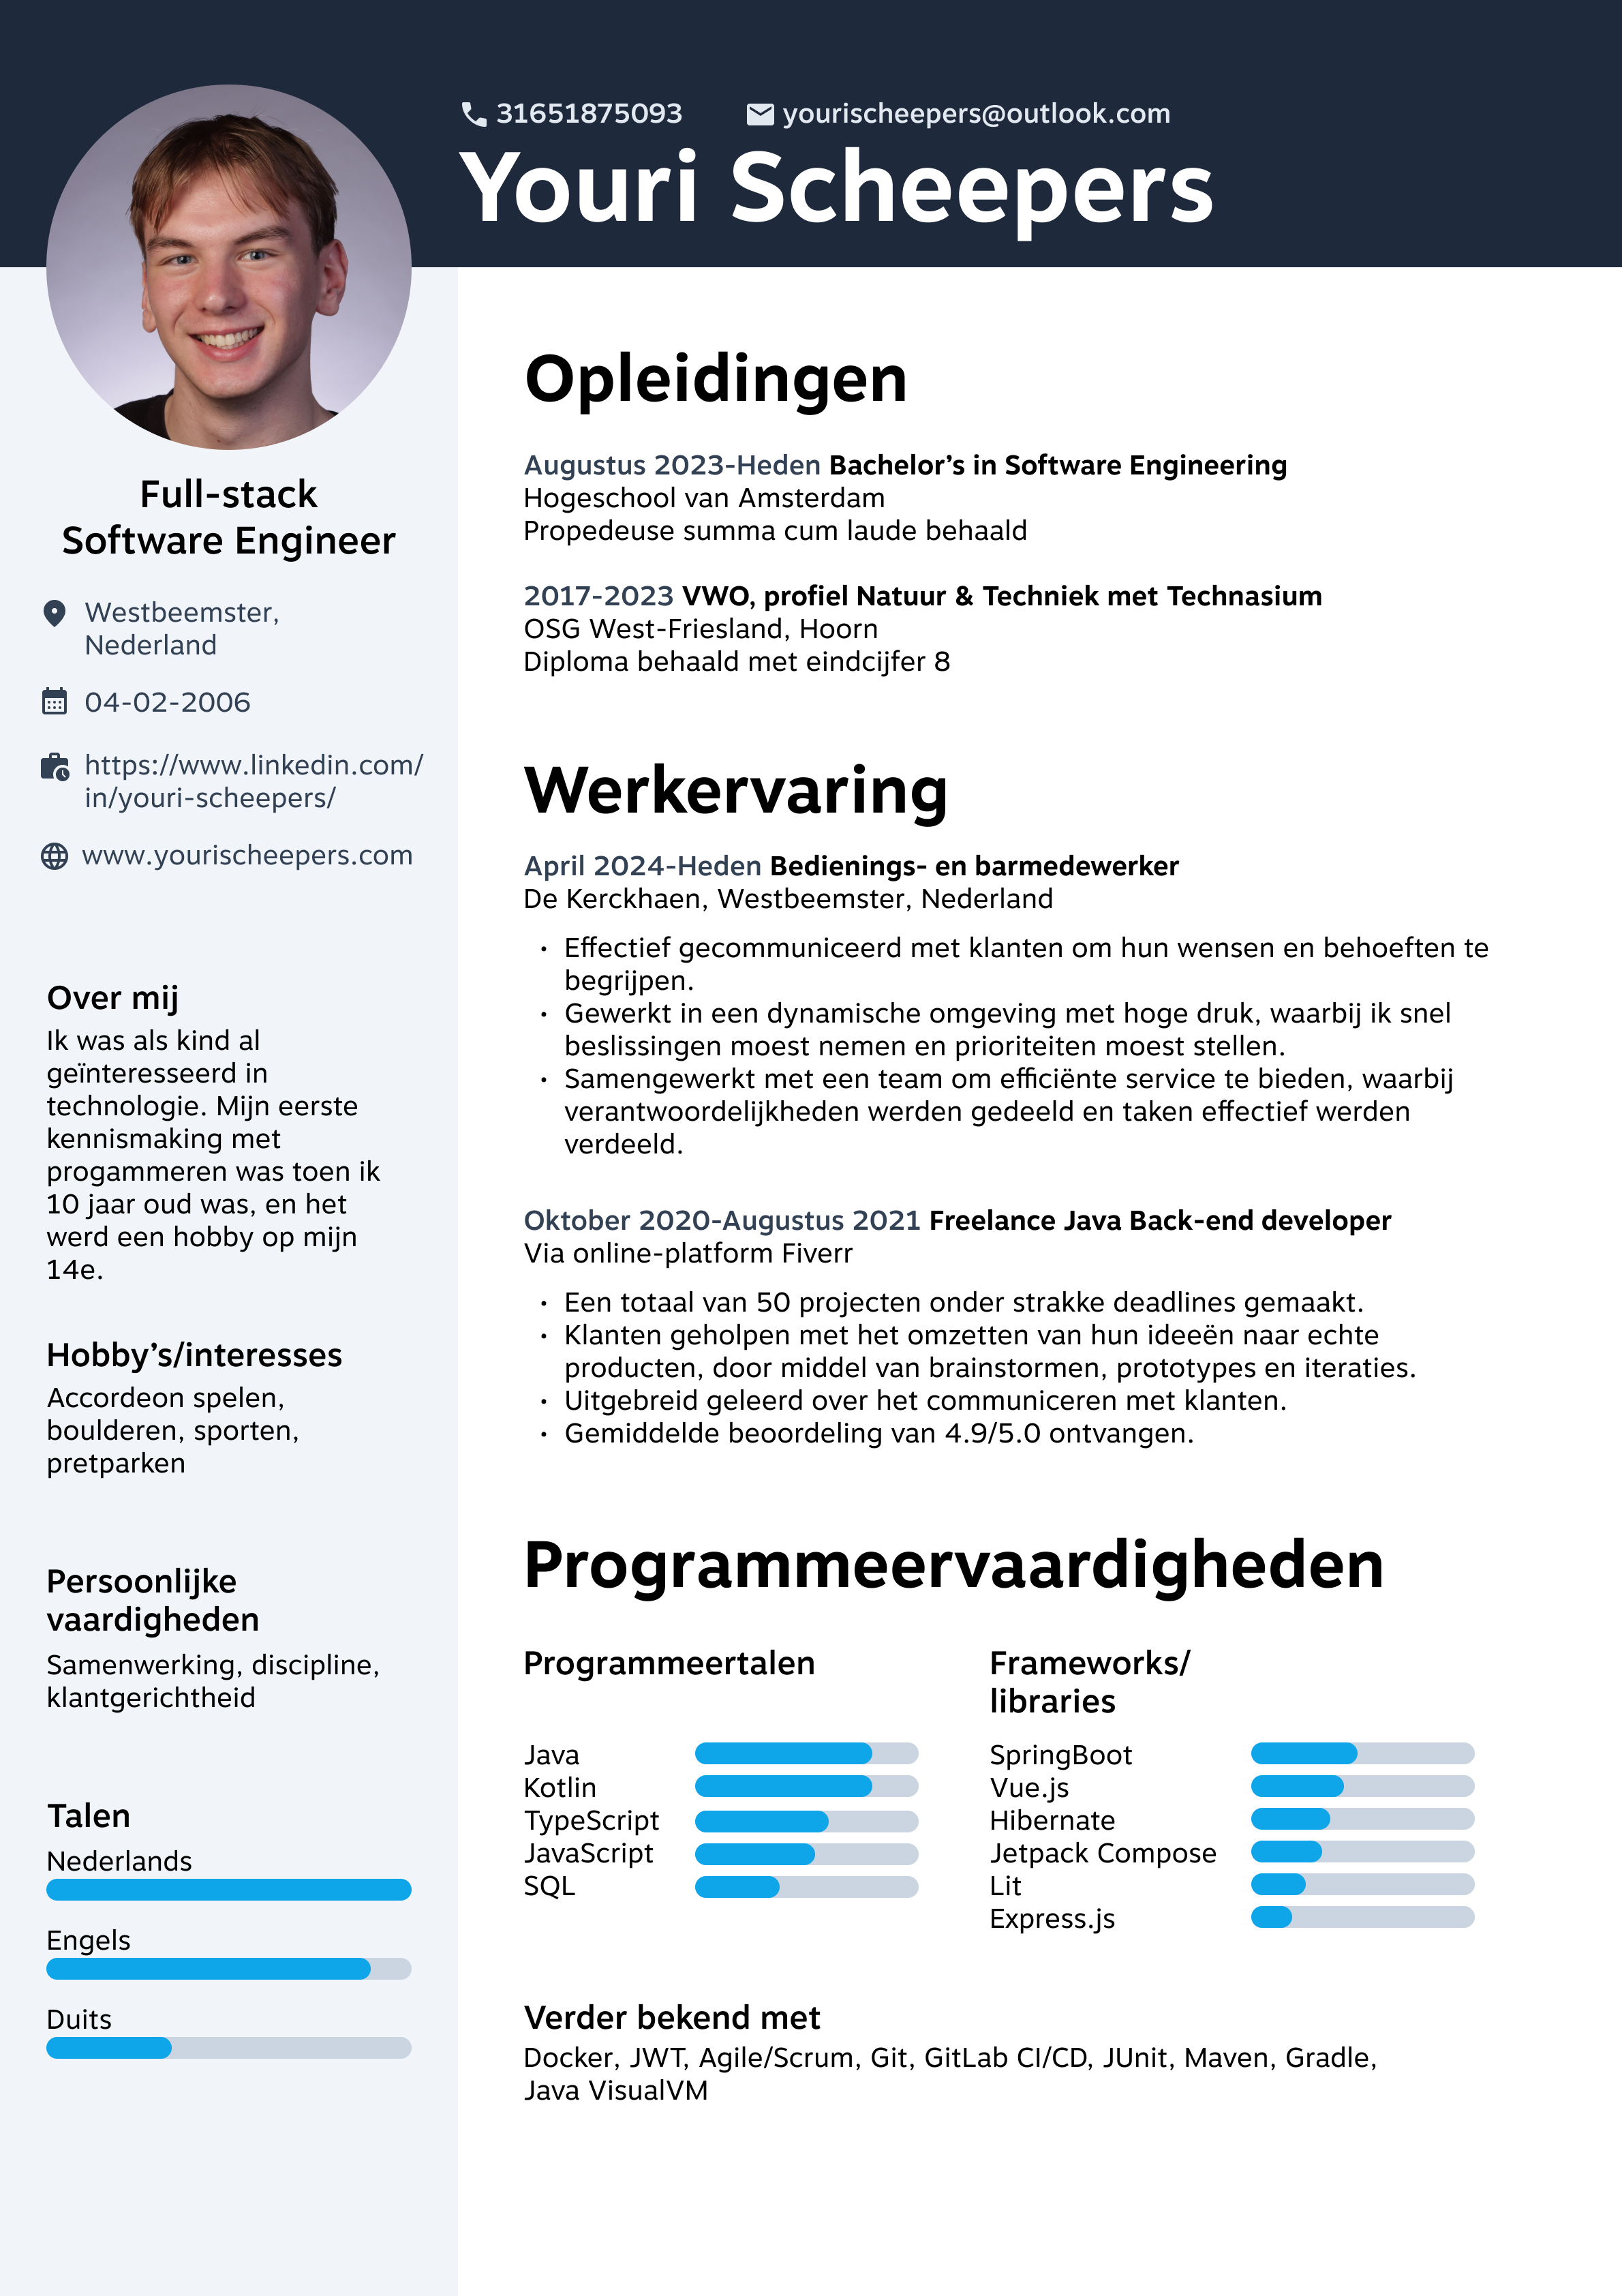 31651875093 yourischeepers@outlook.com
Youri Scheepers
Full-stack
Software Engineer
Westbeemster,
Nederland
04-02-2006
https://www.linkedin.com/
in/youri-scheepers/
www.yourischeepers.com
Over mij
Ik was als kind al
geïnteresseerd in
technologie. Mijn eerste
kennismaking met
progammeren was toen ik
10 jaar oud was, en het
werd een hobby op mijn
14e.
Hobby’s/interesses
Accordeon spelen,
boulderen, sporten,
pretparken
Persoonlijke
vaardigheden
Samenwerking, discipline,
klantgerichtheid
Talen
Nederlands
Engels
Duits
Opleidingen
Augustus 2023-Heden Bachelor’s in Software Engineering
Hogeschool van Amsterdam
Propedeuse summa cum laude behaald
2017-2023 VWO, profiel Natuur & Techniek met Technasium
OSG West-Friesland, Hoorn
Diploma behaald met eindcijfer 8
Werkervaring
April 2024-Heden Bedienings- en barmedewerker
De Kerckhaen, Westbeemster, Nederland
• Effectief gecommuniceerd met klanten om hun wensen en behoeften te
begrijpen.
• Gewerkt in een dynamische omgeving met hoge druk, waarbij ik snel
beslissingen moest nemen en prioriteiten moest stellen.
• Samengewerkt met een team om efficiënte service te bieden, waarbij
verantwoordelijkheden werden gedeeld en taken effectief werden
verdeeld.
Oktober 2020-Augustus 2021 Freelance Java Back-end developer
Via online-platform Fiverr
• Een totaal van 50 projecten onder strakke deadlines gemaakt.
• Klanten geholpen met het omzetten van hun ideeën naar echte
producten, door middel van brainstormen, prototypes en iteraties.
• Uitgebreid geleerd over het communiceren met klanten.
• Gemiddelde beoordeling van 4.9/5.0 ontvangen.
Programmeervaardigheden
Programmeertalen
Java
Kotlin
TypeScript
JavaScript
SQL
Frameworks/
libraries
SpringBoot
Vue.js
Hibernate
Jetpack Compose
Lit
Express.js
Verder bekend met
Docker, JWT, Agile/Scrum, Git, GitLab CI/CD, JUnit, Maven, Gradle,
Java VisualVM